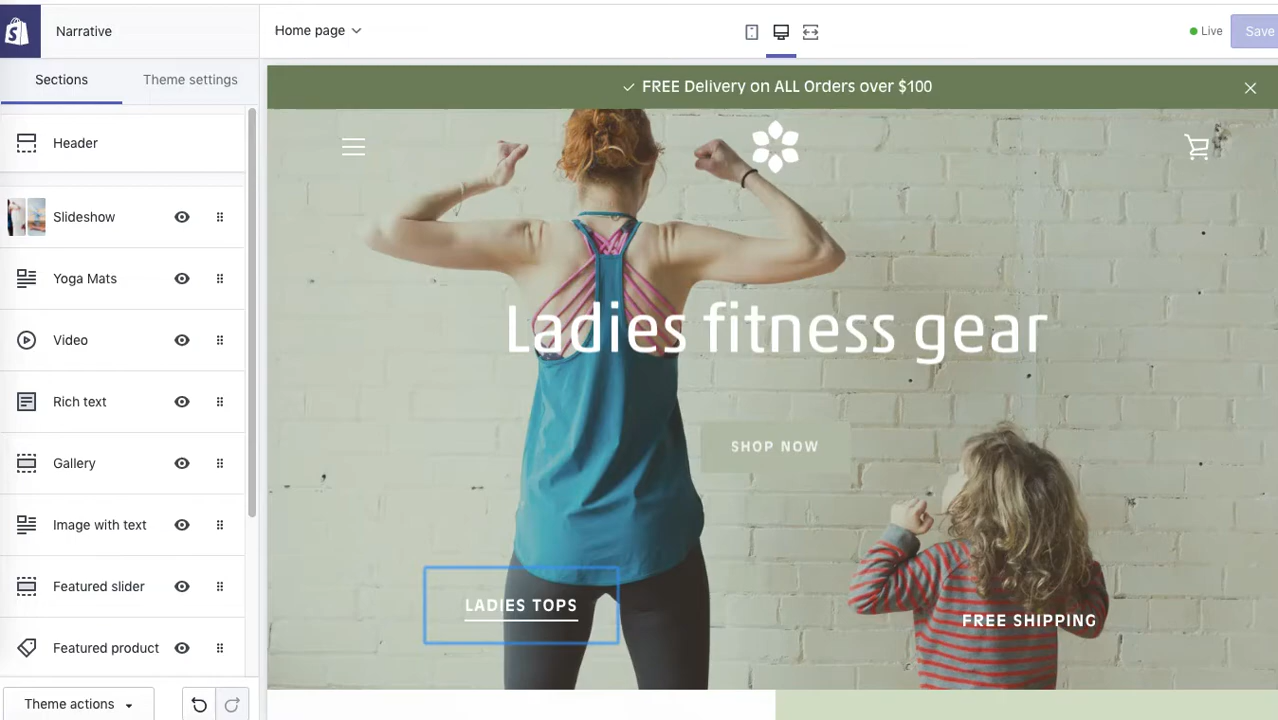 Narrative
Home page
Live
Save
Sections
Theme settings
FREE Delivery on ALL Orders over $100
Header
Slideshow
Yoga Mats
Video
Rich text
Gallery
Image with text
Featured slider
Featured product
Theme actions
Ladies fitness gear
SHOP NOW
LADIES TOPS
FREE SHIPPING